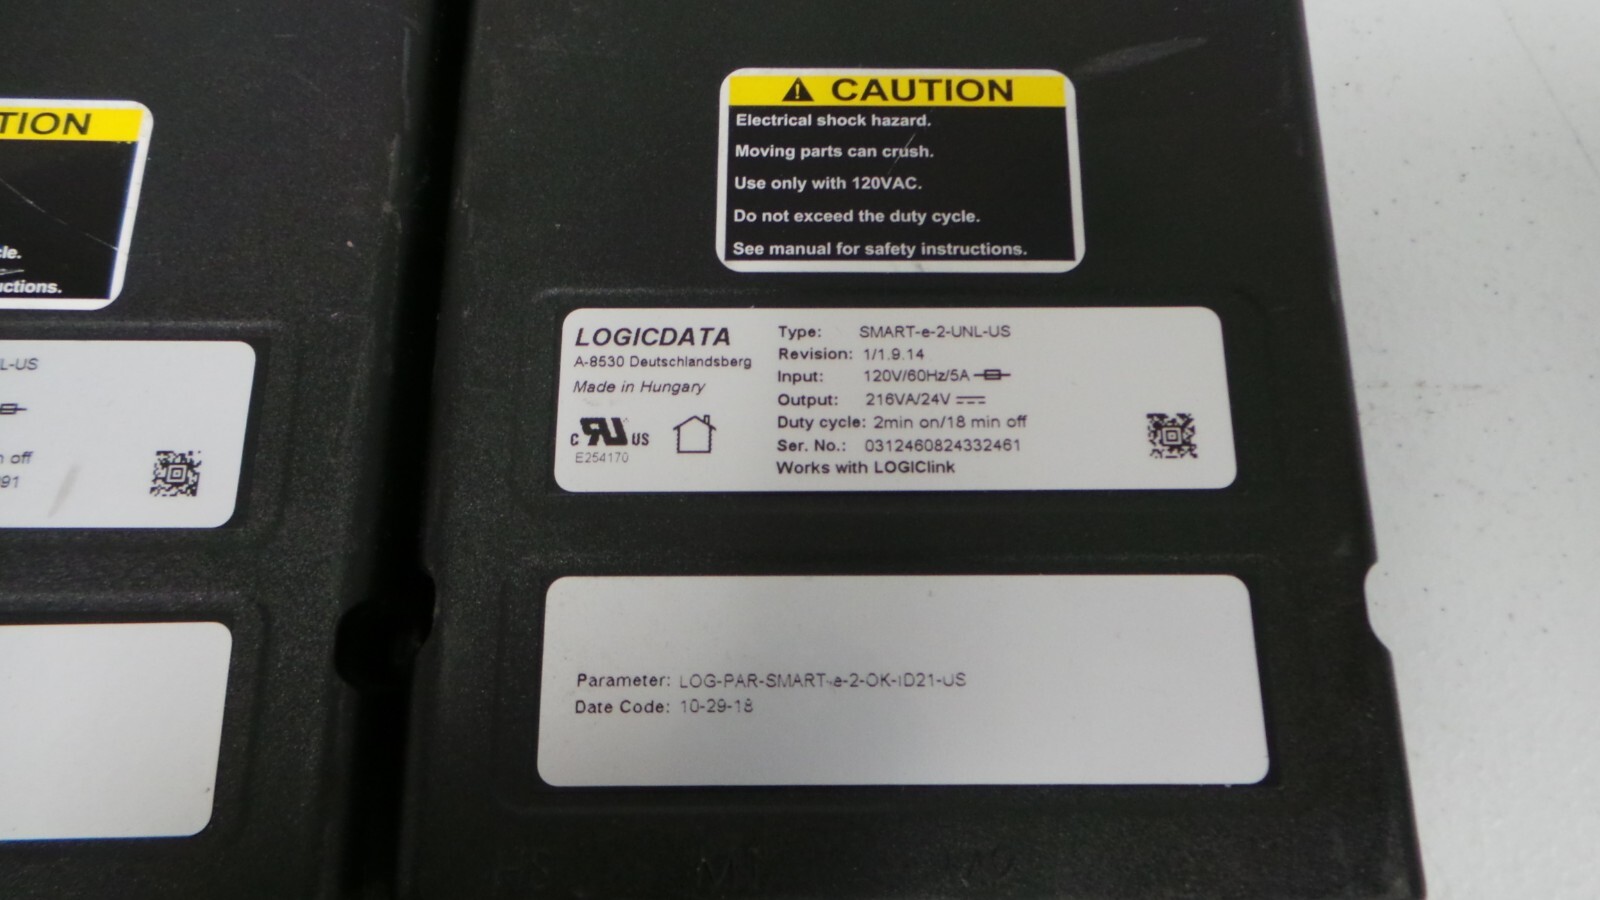 TION
cle.
uctions.
L-US
n off
91
CAUTION
Electrical shock hazard.
Moving parts can crush.
Use only with 120VAC.
Do not exceed the duty cycle.
See manual for safety instructions.
LOGICDATA
A-8530 Deutschlandsberg
Made in Hungary
c RU US
E254170
Type: SMART-e-2-UNL-US
Revision: 1/1.9.14
Input: 120V/60Hz/5A
Output: 216VA/24V
Duty cycle: 2min on/18 min off
Ser. No.: 0312460824332461
Works with LOGIClink
Parameter: LOG-PAR-SMART-e-2-OK-ID21-US
Date Code: 10-29-18
M1 M2